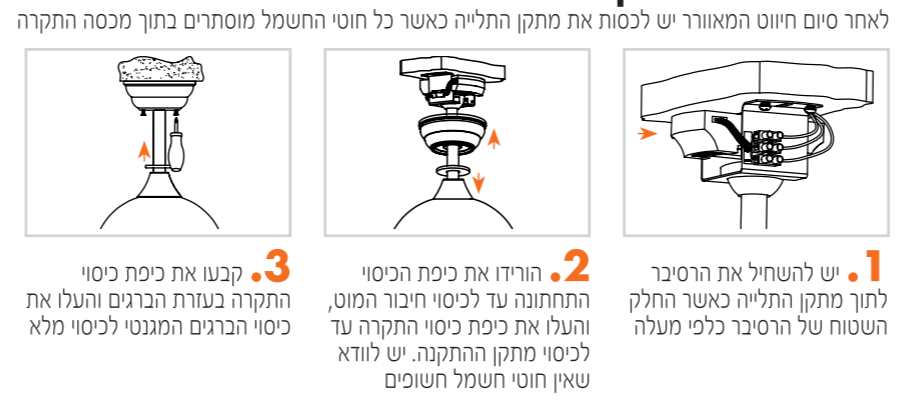 לאחר סיום חיווט המאוורר יש לכסות את מתקן התלייה כאשר כל חוטי החשמל מוסתרים בתוך מכסה התקרה
1. יש להשחיל את הרסיבר
לתוך מתקן התלייה כאשר החלק
השטוח של הרסיבר כלפי מעלה
2. הורידו את כיפת הכיסוי
התחתונה עד לכיסוי חיבור המוט,
והעלו את כיפת כיסוי התקרה עד
לכיסוי מתקן ההתקנה. יש לוודא
שאין חוטי חשמל חשופים
3. קבעו את כיפת כיסוי
התקרה בעזרת הברגים והעלו את
כיסוי הברגים המגנטי לכיסוי מלא